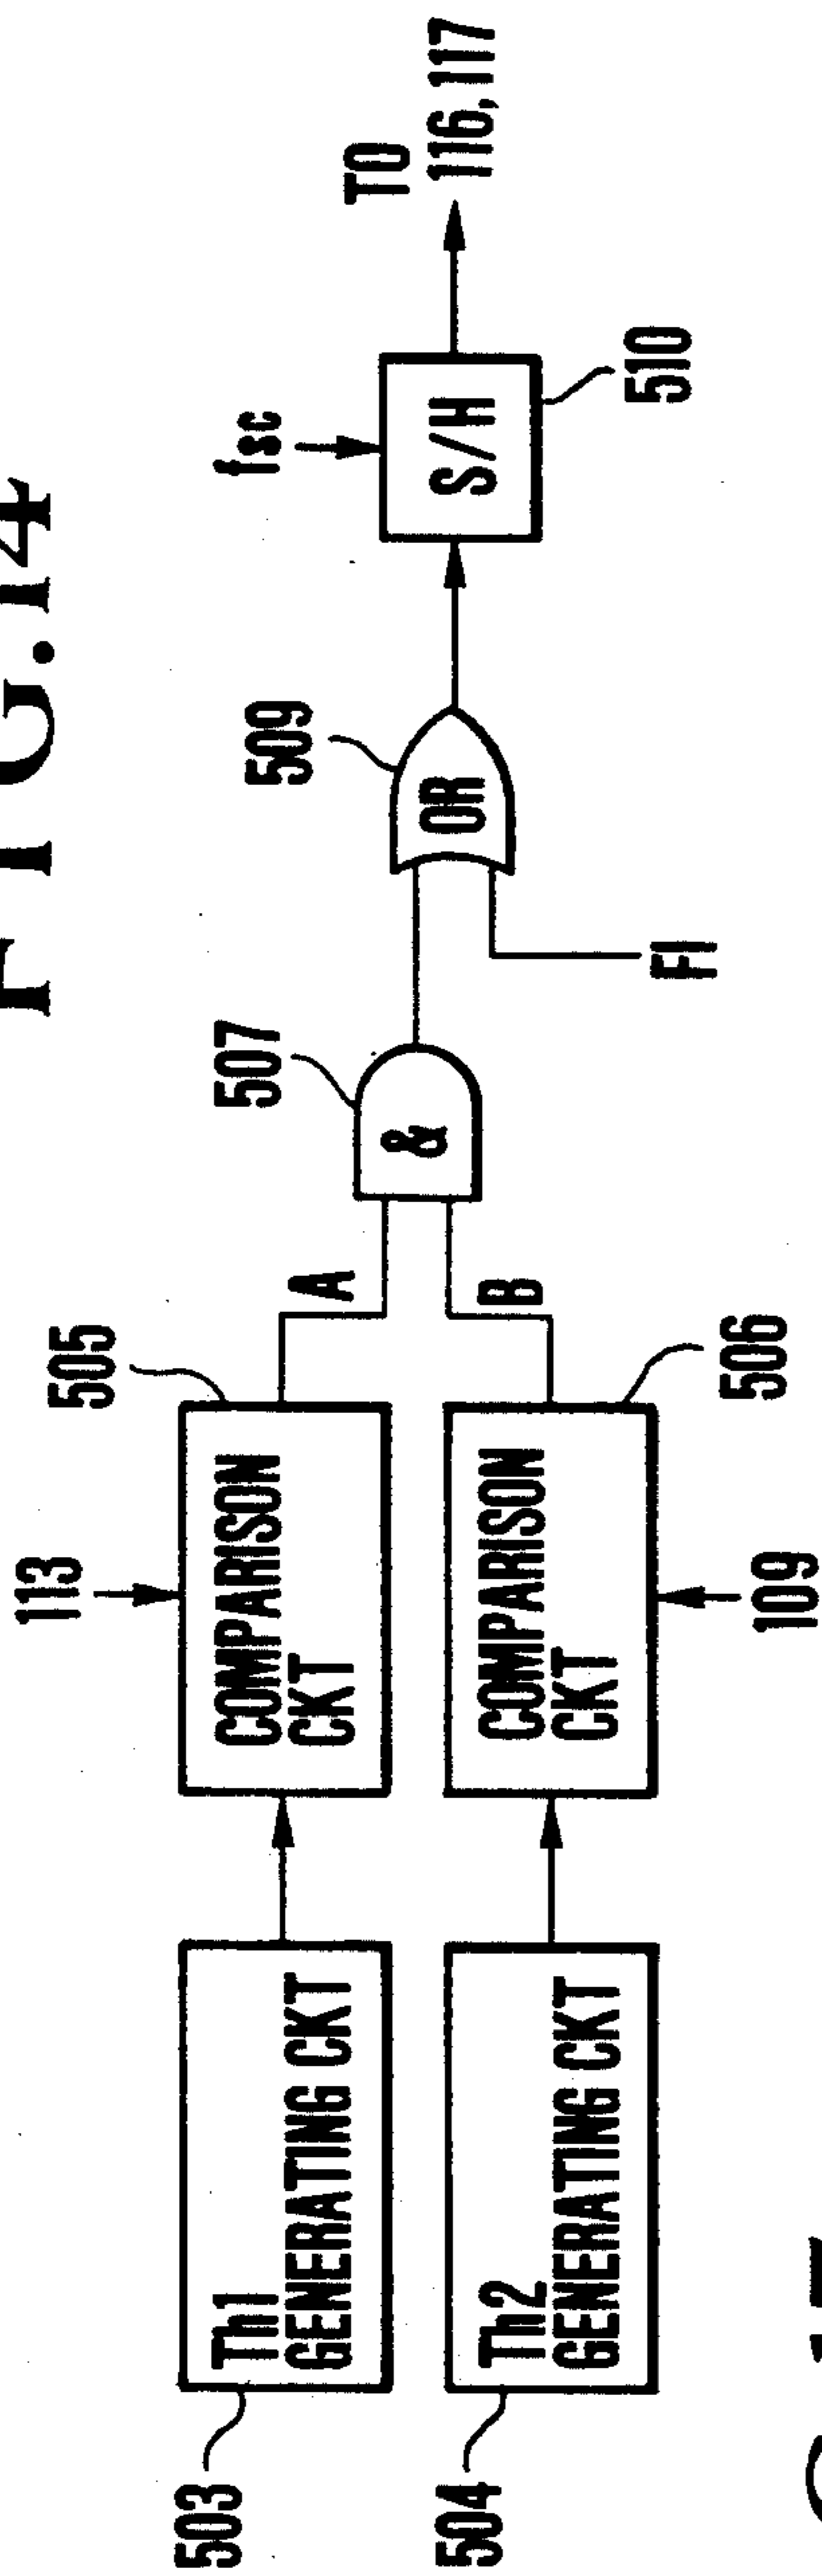 FIG.14
503
Th1
GENERATING CKT
504
Th2
GENERATING CKT
113
505
COMPARISON
CKT
109
506
COMPARISON
CKT
A
B
507
&
FI
509
OR
fsc
S/H
510
TO
116, 117